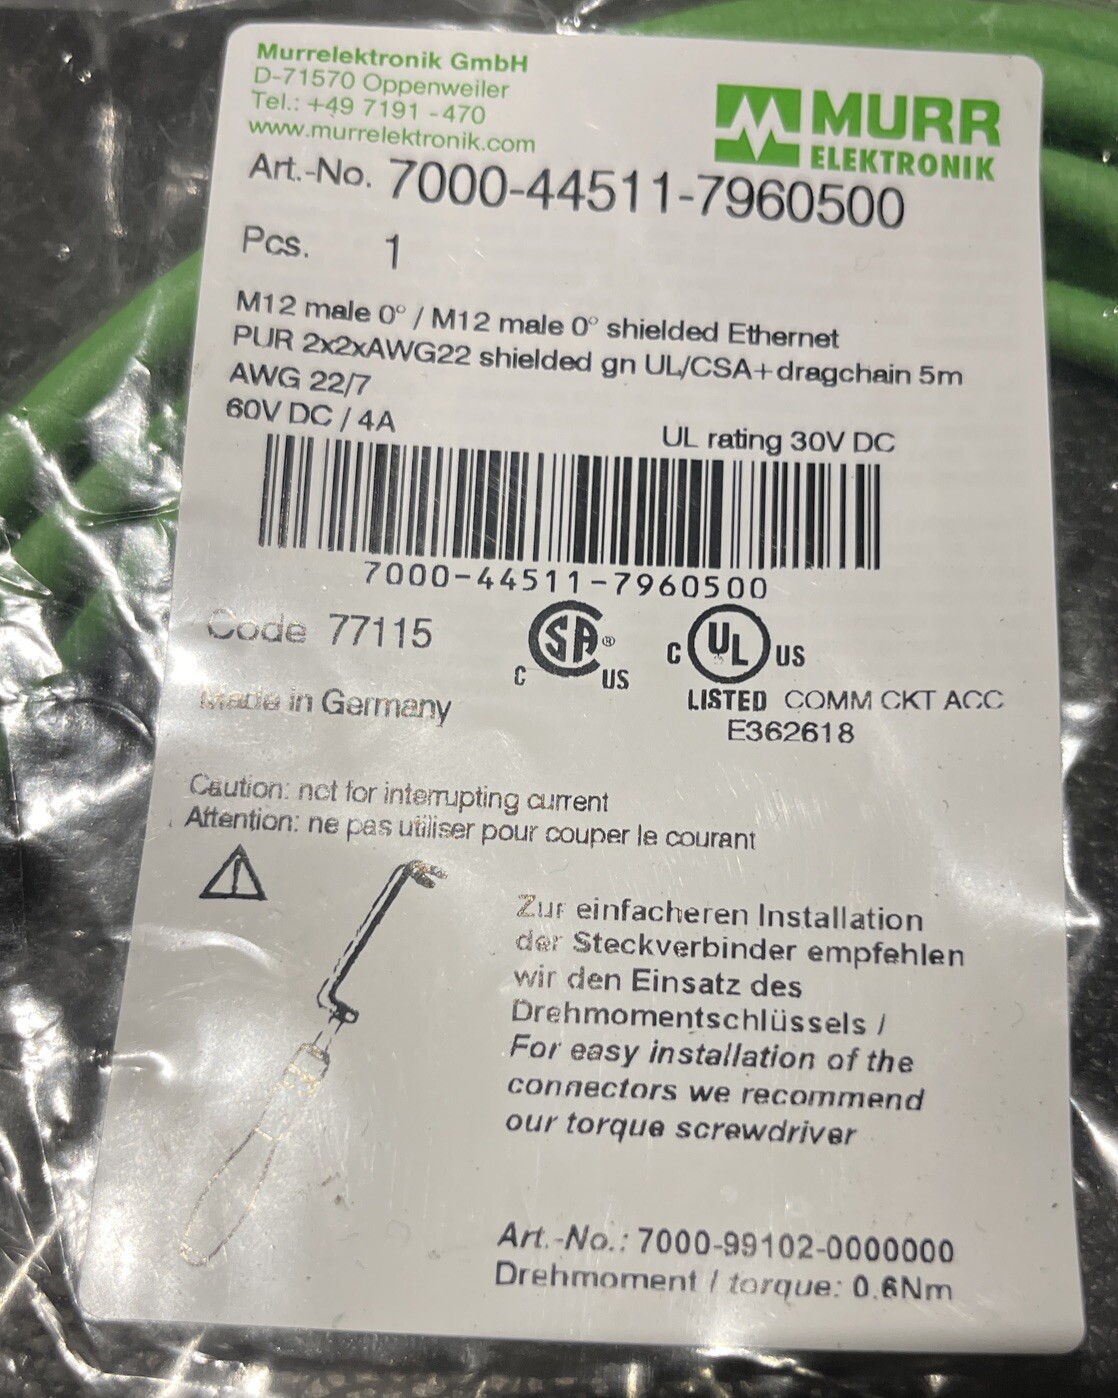 Murrelektronik GmbH
D-71570 Oppenweiler
Tel.: +49 7191 - 470
www.murrelektronik.com
MURR
ELEKTRONIK
Art.-No. 7000-44511-7960500
Pcs. 1
M12 male 0° / M12 male 0° shielded Ethernet
PUR 2x2xAWG22 shielded gn UL/CSA+dragchain 5m
AWG 22/7
60V DC / 4A
UL rating 30V DC
7000-44511-7960500
Code 77115
C SA® US
C UL US
LISTED COMM CKT ACC
E362618
Made in Germany
Caution: not for interrupting current
Attention: ne pas utiliser pour couper le courant
Zur einfacheren Installation
der Steckverbinder empfehlen
wir den Einsatz des
Drehmomentschlüssels /
For easy installation of the
connectors we recommend
our torque screwdriver
Art.-No.: 7000-99102-0000000
Drehmoment / torque: 0.6Nm